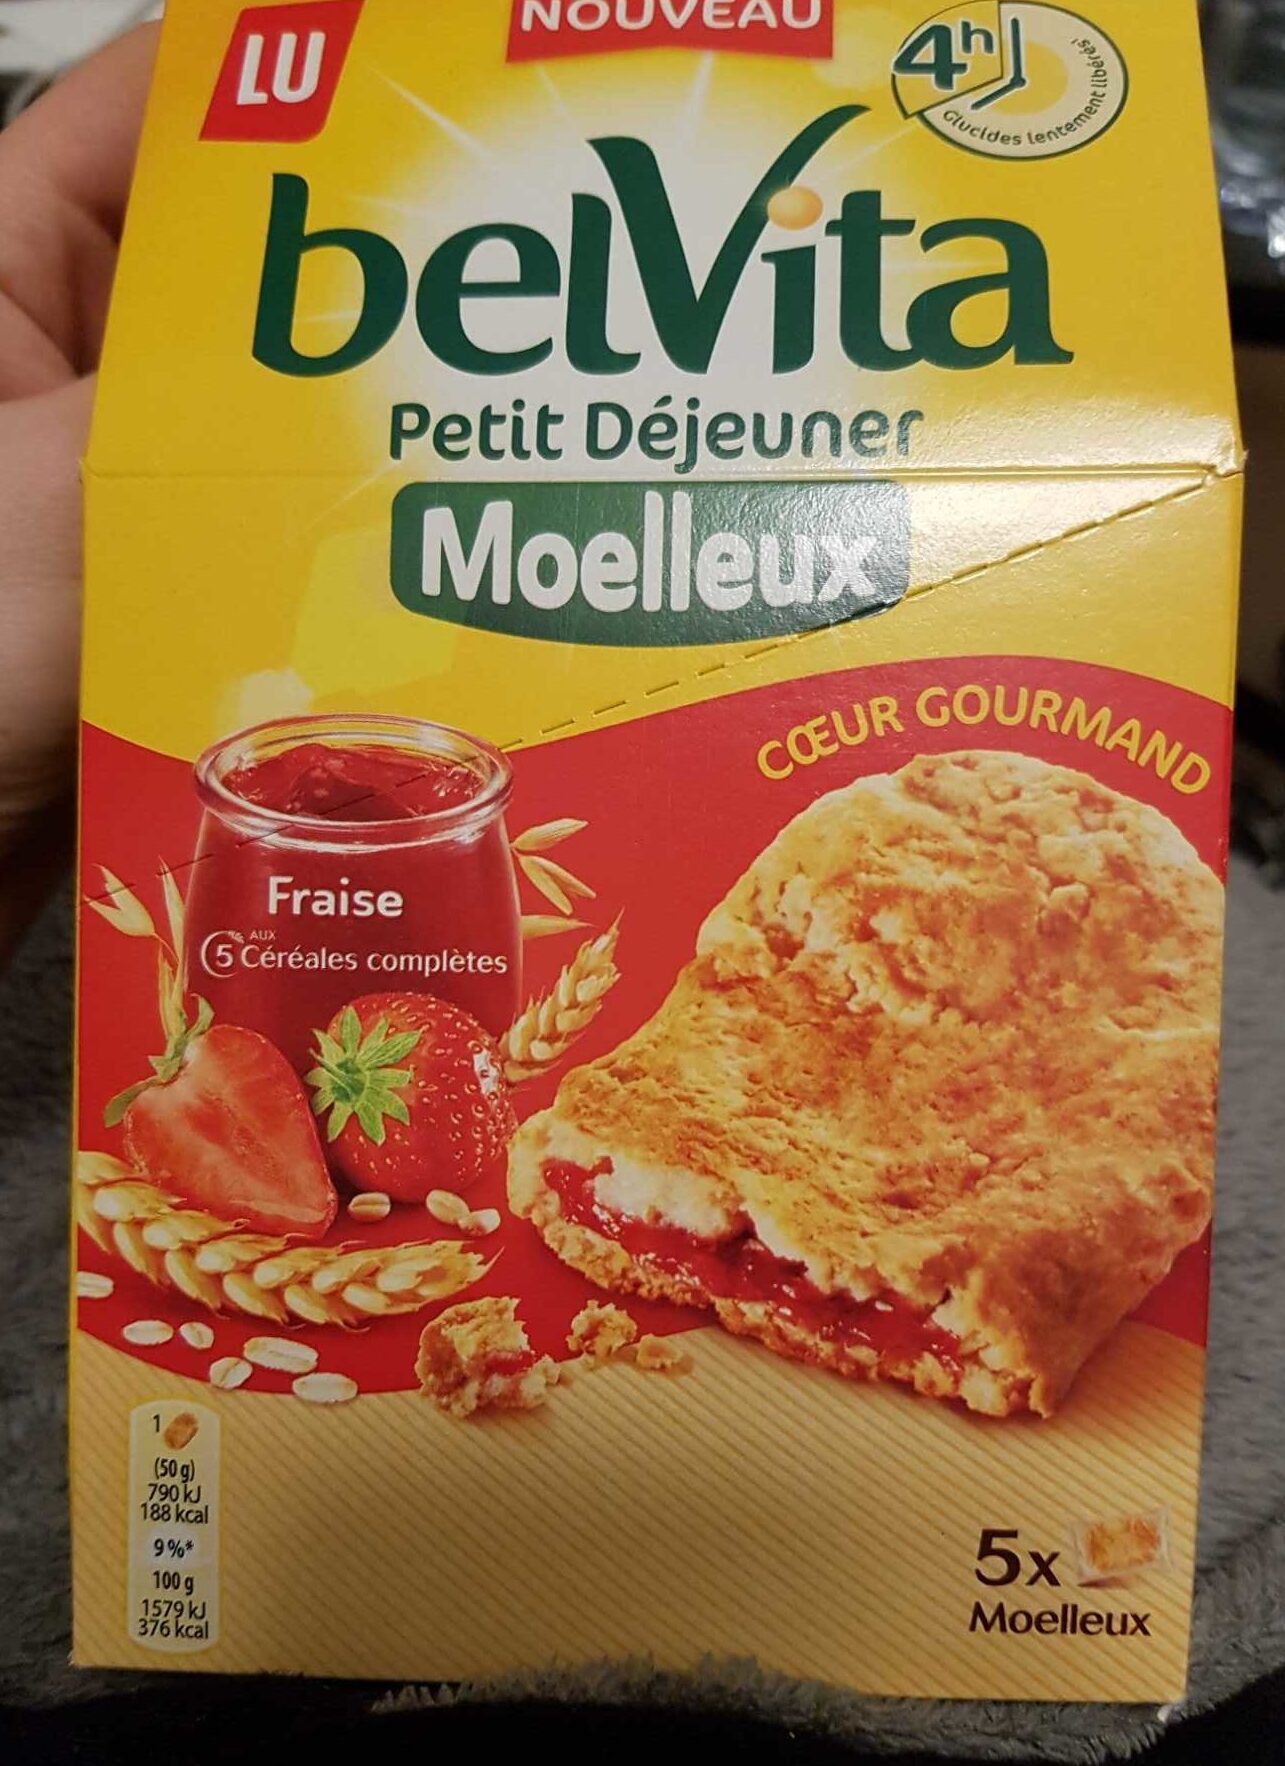 NOUVEAU
LU
4h
Glucides lentement libérés¹
belVita
Petit Déjeuner
Moelleux
CŒUR GOURMAND
Fraise
AUX
5 Céréales complètes
1
(50 g)
790 kJ
188 kcal
9%*
100 g
1579 kJ
376 kcal
5x
Moelleux